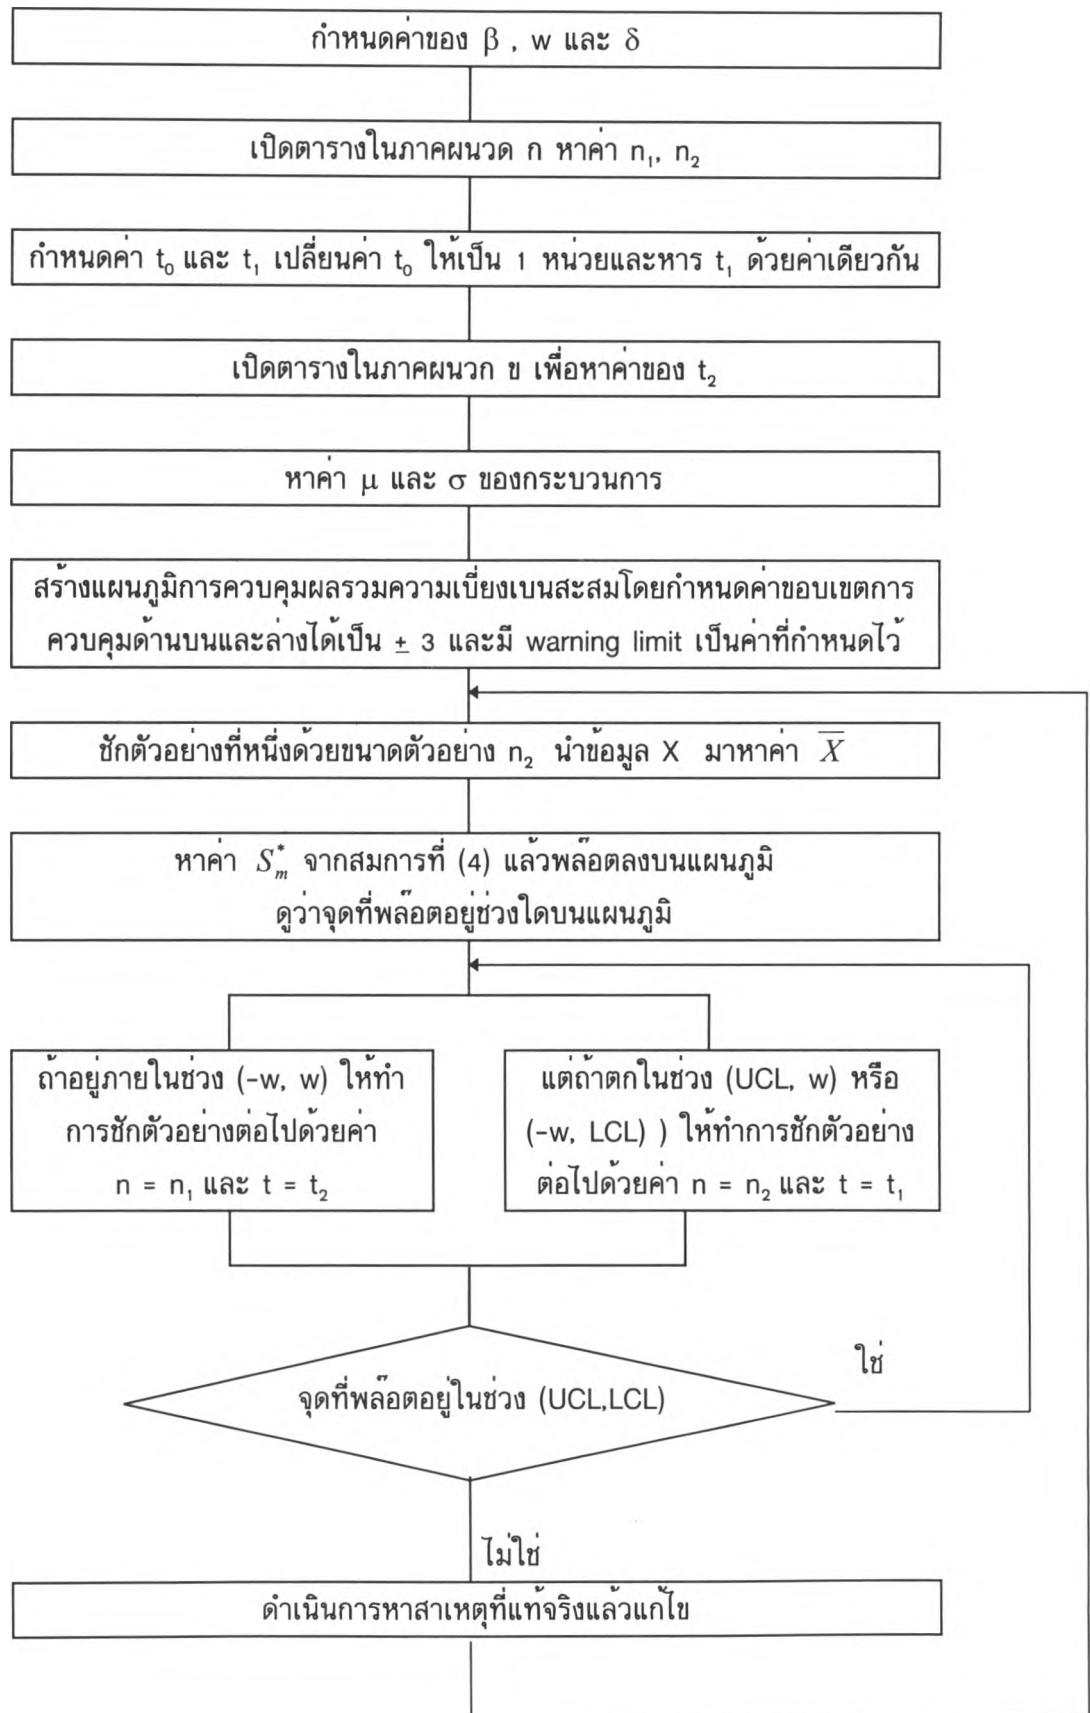 กำหนดค่าของ β , w และ δ
เปิดตารางในภาคผนวด ก หาค่า n₁, n₂
กำหนดค่า t₀ และ t₁ เปลี่ยนค่า t₀ ให้เป็น 1 หน่วยและหาร t₁ ด้วยค่าเดียวกัน
เปิดตารางในภาคผนวก ข เพื่อหาค่าของ t₂
หาค่า μ และ σ ของกระบวนการ
สร้างแผนภูมิการควบคุมผลรวมความเบี่ยงเบนสะสมโดยกำหนดค่าขอบเขตการ
ควบคุมด้านบนและล่างได้เป็น ± 3 และมี warning limit เป็นค่าที่กำหนดไว้
ชักตัวอย่างที่หนึ่งด้วยขนาดตัวอย่าง n₂ นำข้อมูล X มาหาค่า X̄
หาค่า Sₘ* จากสมการที่ (4) แล้วพล๊อตลงบนแผนภูมิ
ดูว่าจุดที่พล๊อตอยู่ช่วงใดบนแผนภูมิ
ถ้าอยู่ภายในช่วง (-w, w) ให้ทำ
การชักตัวอย่างต่อไปด้วยค่า
n = n₁ และ t = t₂
แต่ถ้าตกในช่วง (UCL, w) หรือ
(-w, LCL) ) ให้ทำการชักตัวอย่าง
ต่อไปด้วยค่า n = n₂ และ t = t₁
ใช่
จุดที่พล๊อตอยู่ในช่วง (UCL,LCL)
ไม่ใช่
ดำเนินการหาสาเหตุที่แท้จริงแล้วแก้ไข